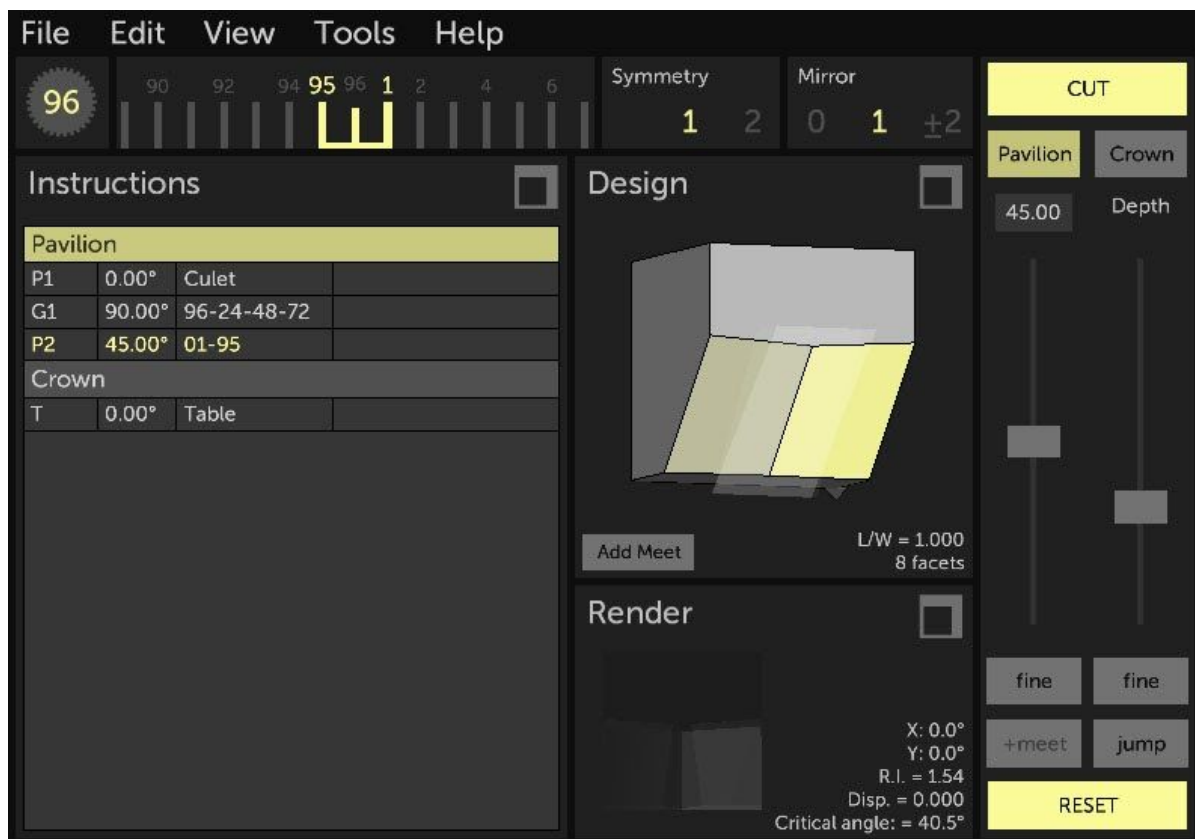 File Edit View Tools Help
96
90 92 94 95 96 1 2 4 6
Symmetry
1 2
Mirror
0 1 ±2
CUT
Pavilion Crown
45.00 Depth
Instructions
Pavilion
P1 0.00° Culet
G1 90.00° 96-24-48-72
P2 45.00° 01-95
Crown
T 0.00° Table
Design
Add Meet
L/W = 1.000
8 facets
Render
X: 0.0°
Y: 0.0°
R.I. = 1.54
Disp. = 0.000
Critical angle: = 40.5°
fine fine
+meet jump
RESET